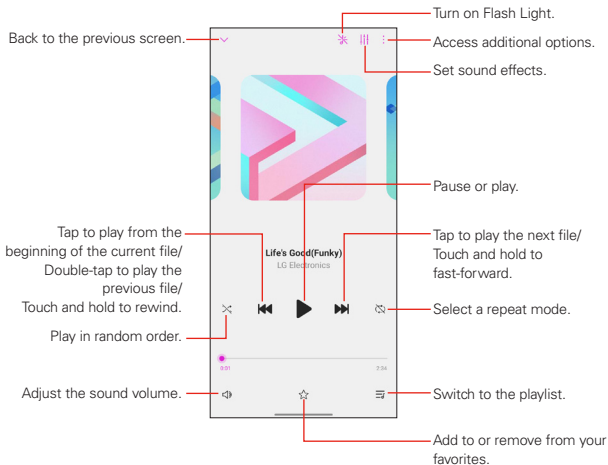 Turn on Flash Light.
Back to the previous screen.
Access additional options.
Set sound effects.
Pause or play.
Tap to play from the
beginning of the current file/
Double-tap to play the
previous file/
Touch and hold to rewind.
Tap to play the next file/
Touch and hold to
fast-forward.
Life's Good(Funky)
LG Electronics
Select a repeat mode.
Play in random order.
0:01
2:34
Adjust the sound volume.
Switch to the playlist.
Add to or remove from your
favorites.